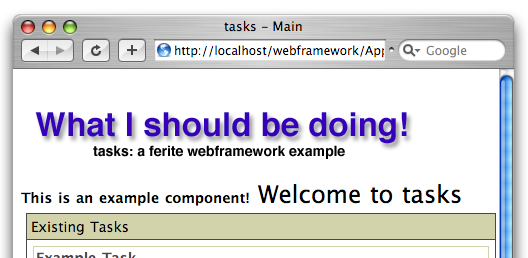 tasks – Main
http://localhost/webframework/App
Google
What I should be doing!
tasks: a ferite webframework example
This is an example component! Welcome to tasks
Existing Tasks
Example Task